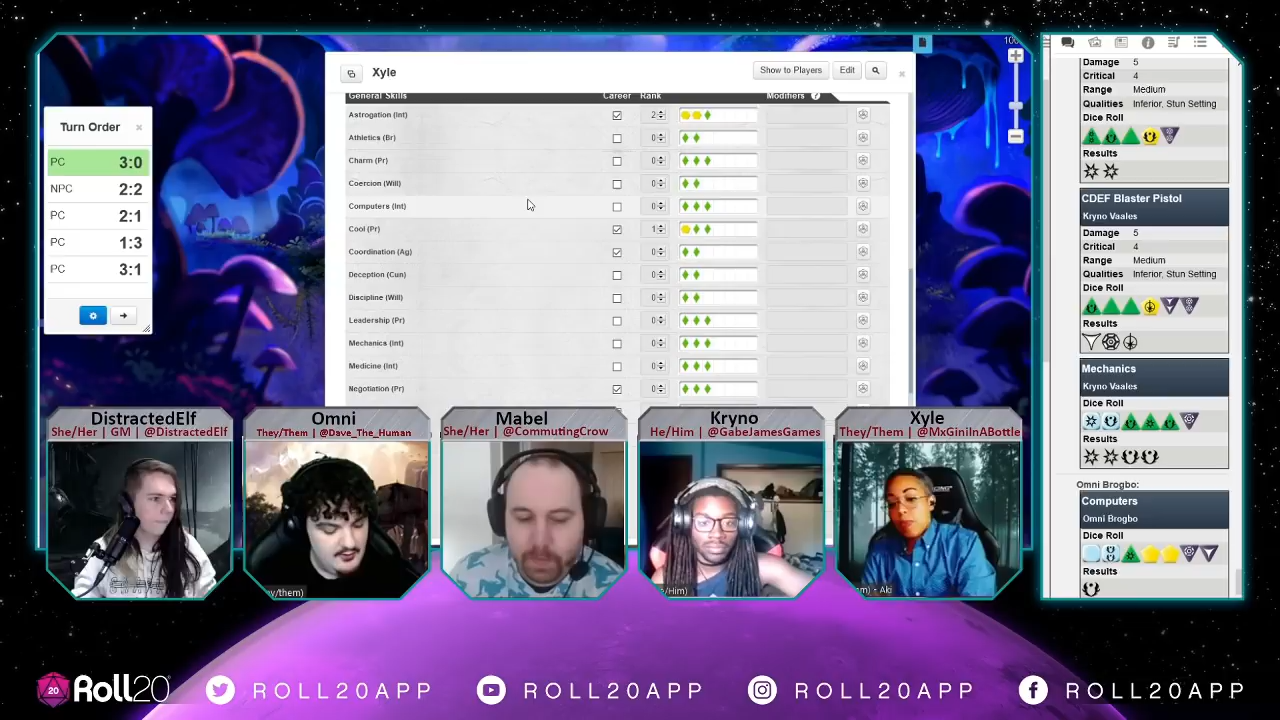 Turn Order ×
PC 3:0
NPC 2:2
PC 2:1
PC 1:3
PC 3:1
Xyle
Show to Players Edit
General Skills Career Rank Modifiers ?
Astrogation (Int) 2
Athletics (Br) 0
Charm (Pr) 0
Coercion (Will) 0
Computers (Int) 0
Cool (Pr) 1
Coordination (Ag) 0
Deception (Cun) 0
Discipline (Will) 0
Leadership (Pr) 0
Mechanics (Int) 0
Medicine (Int) 0
Negotiation (Pr) 0
100
Damage 5
Critical 4
Range Medium
Qualities Inferior, Stun Setting
Dice Roll
Results
CDEF Blaster Pistol
Kryno Vaales
Damage 5
Critical 4
Range Medium
Qualities Inferior, Stun Setting
Dice Roll
Results
Mechanics
Kryno Vaales
Dice Roll
Results
Omni Brogbo:
Computers
Omni Brogbo
Dice Roll
Results
DistractedElf
She/Her | GM | @DistractedElf
Omni
They/Them | @Dave_The_Human
ey/them)
Mabel
She/Her | @CommutingCrow
Kryno
He/Him | @GabeJamesGames
e/Him)
Xyle
They/Them | @MxGiniInABottle
m) - Aki
20 Roll20
ROLL20APP
ROLL20APP
ROLL20APP
ROLL20APP